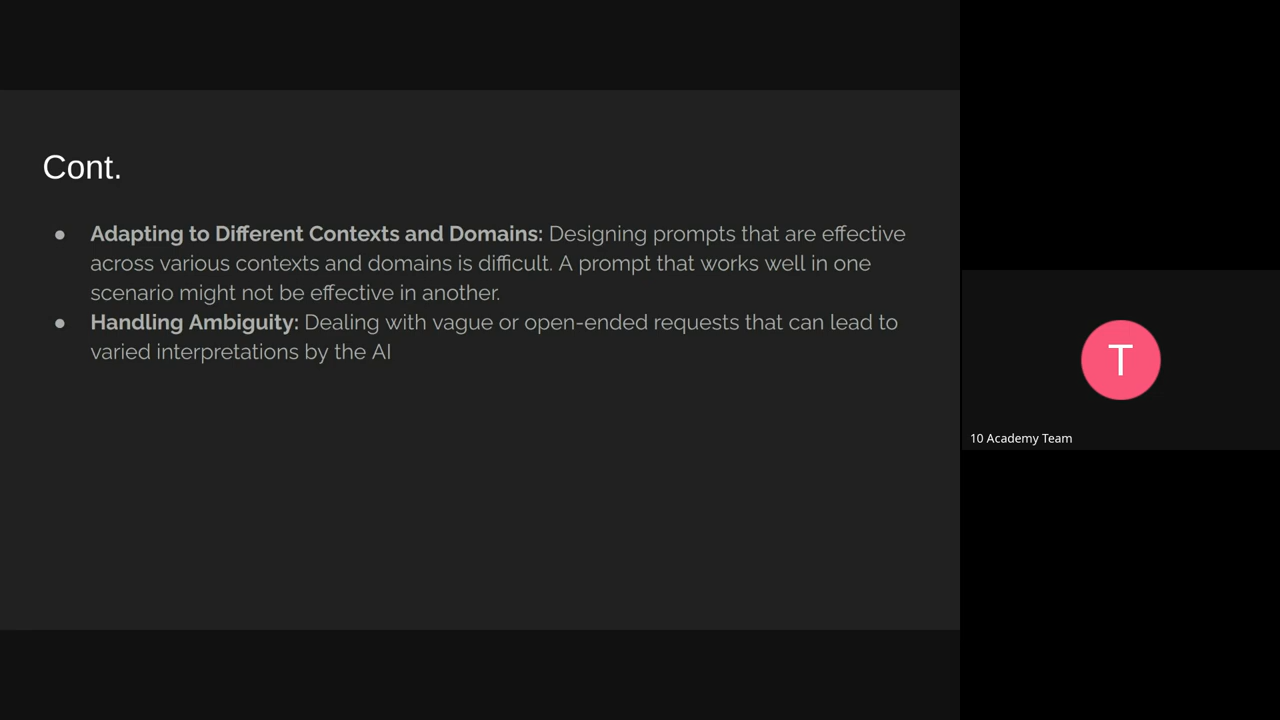 Cont.
● Adapting to Different Contexts and Domains: Designing prompts that are effective
across various contexts and domains is difficult. A prompt that works well in one
scenario might not be effective in another.
● Handling Ambiguity: Dealing with vague or open-ended requests that can lead to
varied interpretations by the AI
T
10 Academy Team